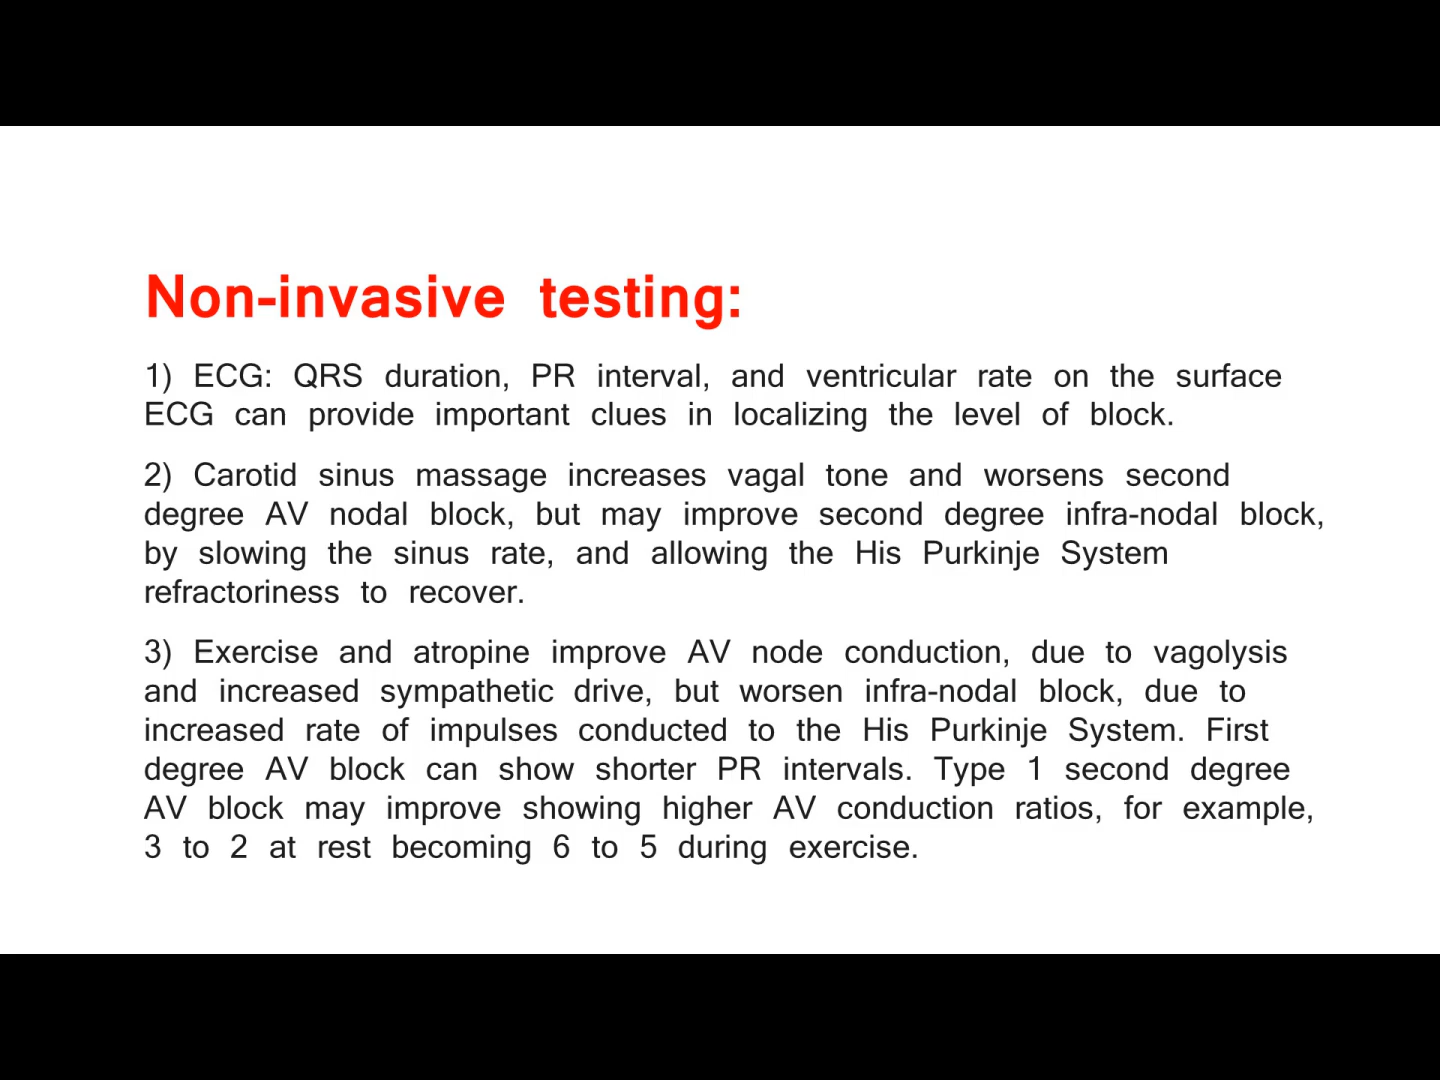 Non-invasive testing:
1) ECG: QRS duration, PR interval, and ventricular rate on the surface
ECG can provide important clues in localizing the level of block.
2) Carotid sinus massage increases vagal tone and worsens second
degree AV nodal block, but may improve second degree infra-nodal block,
by slowing the sinus rate, and allowing the His Purkinje System
refractoriness to recover.
3) Exercise and atropine improve AV node conduction, due to vagolysis
and increased sympathetic drive, but worsen infra-nodal block, due to
increased rate of impulses conducted to the His Purkinje System. First
degree AV block can show shorter PR intervals. Type 1 second degree
AV block may improve showing higher AV conduction ratios, for example,
3 to 2 at rest becoming 6 to 5 during exercise.